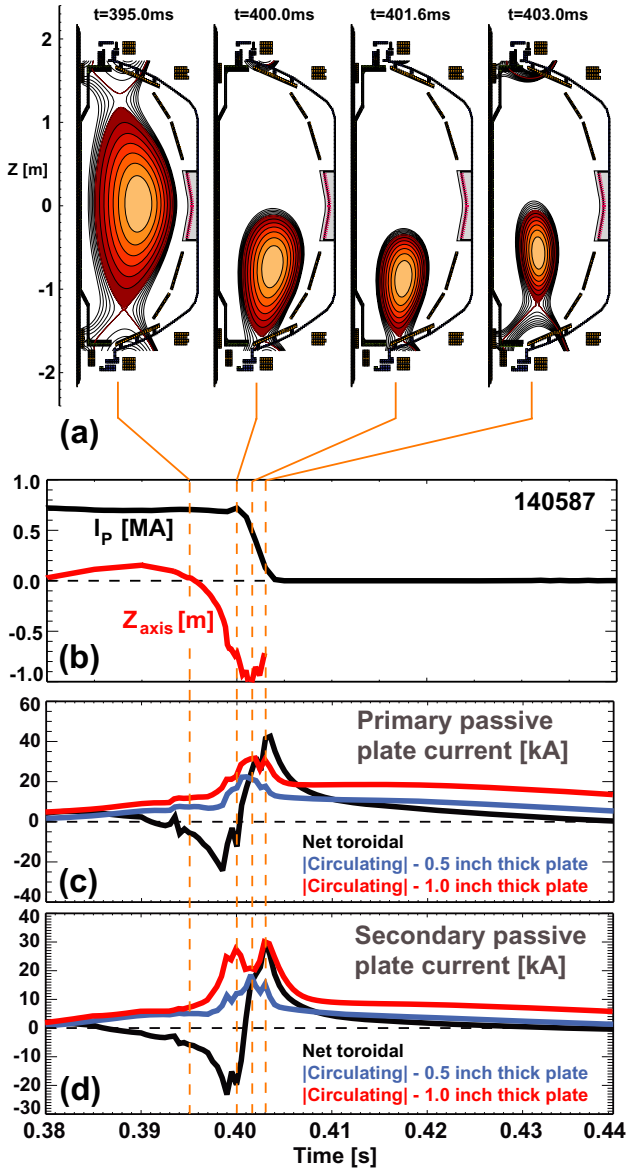 t=395.0ms t=400.0ms t=401.6ms t=403.0ms
2
1
Z [m]
0
-1
-2
(a)
1.0
140587
I_P [MA]
0.5
0.0
Z_axis [m]
-0.5
(b)
-1.0
60
Primary passive
plate current [kA]
40
20
0
Net toroidal
|Circulating| - 0.5 inch thick plate
-20
|Circulating| - 1.0 inch thick plate
(c)
-40
40
Secondary passive
plate current [kA]
30
20
10
0
Net toroidal
-10
|Circulating| - 0.5 inch thick plate
-20
|Circulating| - 1.0 inch thick plate
(d)
-30
0.38 0.39 0.40 0.41 0.42 0.43 0.44
Time [s]